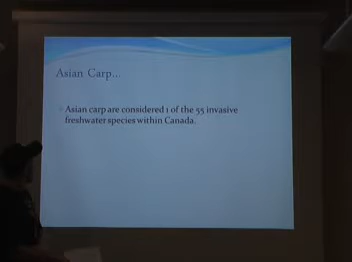 Asian Carp...
Asian carp are considered 1 of the 55 invasive
freshwater species within Canada.